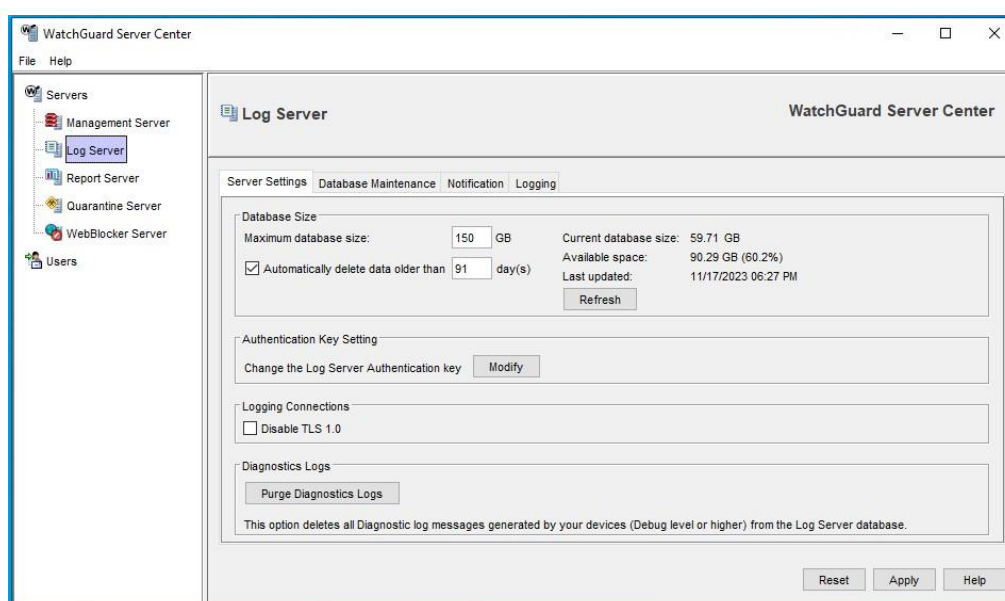 WatchGuard Server Center
File Help
Servers
Management Server
Log Server
Report Server
Quarantine Server
WebBlocker Server
Users
Log Server
WatchGuard Server Center
Server Settings Database Maintenance Notification Logging
Database Size
Maximum database size: 150 GB Current database size: 59.71 GB
Available space: 90.29 GB (60.2%)
Automatically delete data older than 91 day(s)
Last updated: 11/17/2023 06:27 PM
Refresh
Authentication Key Setting
Change the Log Server Authentication key Modify
Logging Connections
Disable TLS 1.0
Diagnostics Logs
Purge Diagnostics Logs
This option deletes all Diagnostic log messages generated by your devices (Debug level or higher) from the Log Server database.
Reset Apply Help